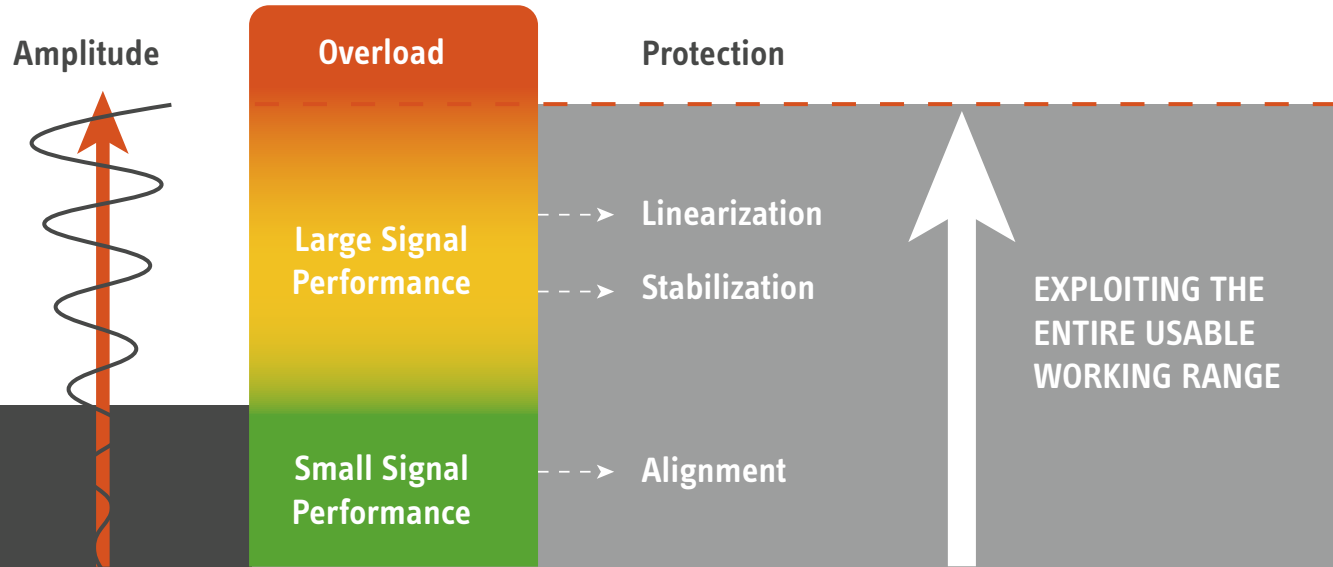 Amplitude
Overload
Protection
Large Signal
Performance
Linearization
Stabilization
EXPLOITING THE
ENTIRE USABLE
WORKING RANGE
Small Signal
Performance
Alignment